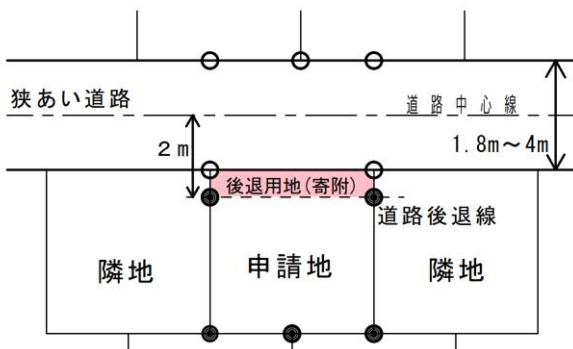 狭あい道路
道路中心線
2m
1.8m～4m
後退用地(寄附)
道路後退線
隣地
申請地
隣地